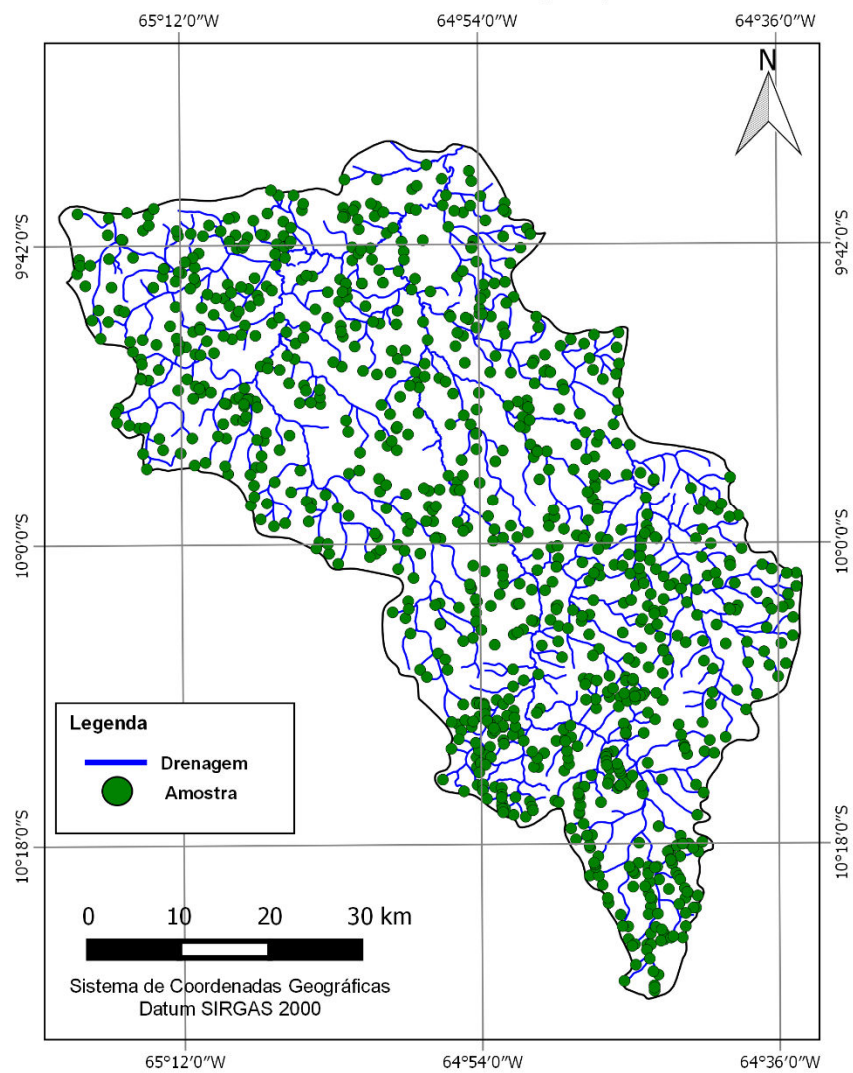 65°12'0"W 64°54'0"W 64°36'0"W
N
9°42'0"S 9°42'0"S
10°0'0"S 10°0'0"S
Legenda
Drenagem
Amostra
10°18'0"S 10°18'0"S
0 10 20 30 km
Sistema de Coordenadas Geográficas
Datum SIRGAS 2000
65°12'0"W 64°54'0"W 64°36'0"W